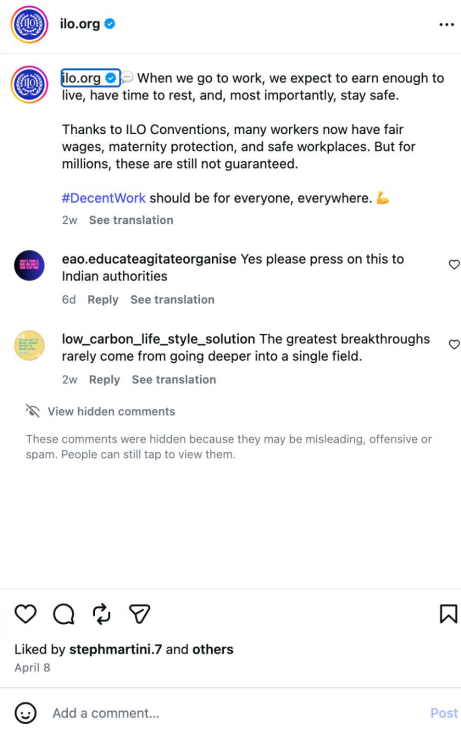 ilo.org
ilo.org 💬 When we go to work, we expect to earn enough to
live, have time to rest, and, most importantly, stay safe.
Thanks to ILO Conventions, many workers now have fair
wages, maternity protection, and safe workplaces. But for
millions, these are still not guaranteed.
#DecentWork should be for everyone, everywhere. 💪
2w See translation
eao.educateagitateorganise Yes please press on this to
Indian authorities
6d Reply See translation
low_carbon_life_style_solution The greatest breakthroughs
rarely come from going deeper into a single field.
2w Reply See translation
View hidden comments
These comments were hidden because they may be misleading, offensive or
spam. People can still tap to view them.
Liked by stephmartini.7 and others
April 8
Add a comment...
Post